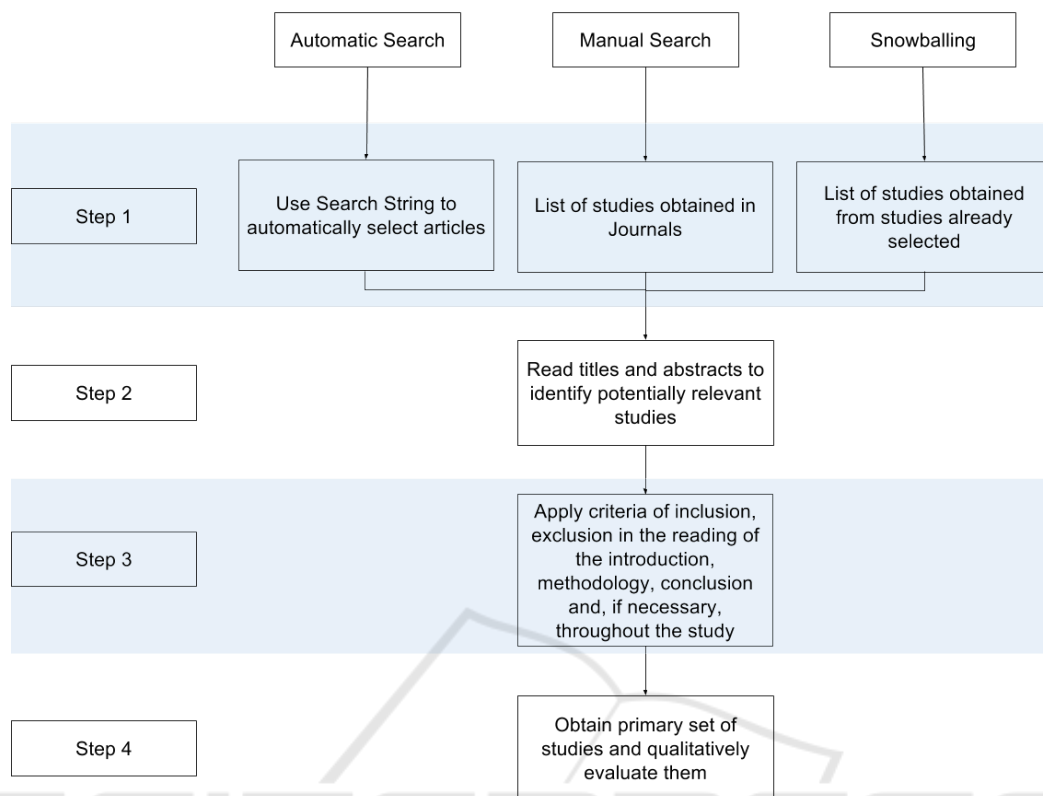 Automatic Search
Manual Search
Snowballing
Step 1
Use Search String to
automatically select articles
List of studies obtained in
Journals
List of studies obtained
from studies already
selected
Step 2
Read titles and abstracts to
identify potentially relevant
studies
Step 3
Apply criteria of inclusion,
exclusion in the reading of
the introduction,
methodology, conclusion
and, if necessary,
throughout the study
Step 4
Obtain primary set of
studies and qualitatively
evaluate them